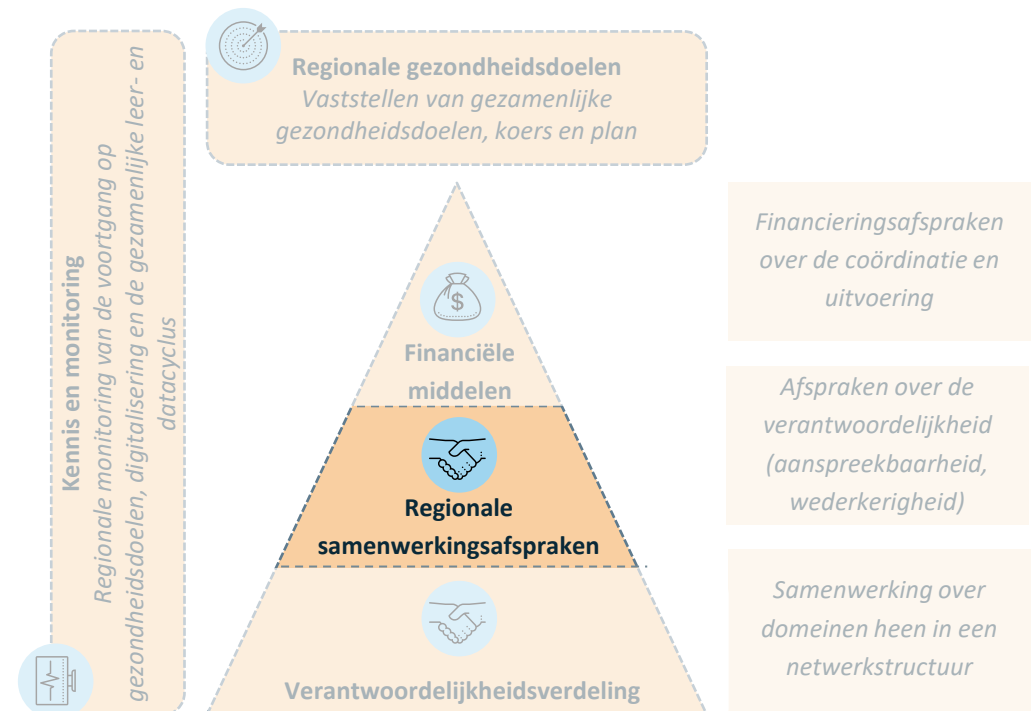 Kennis en monitoring
Regionale monitoring van de voortgang op
gezondheidsdoelen, digitalisering en de gezamenlijke leer- en
datacyclus
Regionale gezondheidsdoelen
Vaststellen van gezamenlijke
gezondheidsdoelen, koers en plan
$
Financiële
middelen
Regionale
samenwerkingsafspraken
Verantwoordelijkheidsverdeling
Financieringsafspraken
over de coördinatie en
uitvoering
Afspraken over de
verantwoordelijkheid
(aanspreekbaarheid,
wederkerigheid)
Samenwerking over
domeinen heen in een
netwerkstructuur